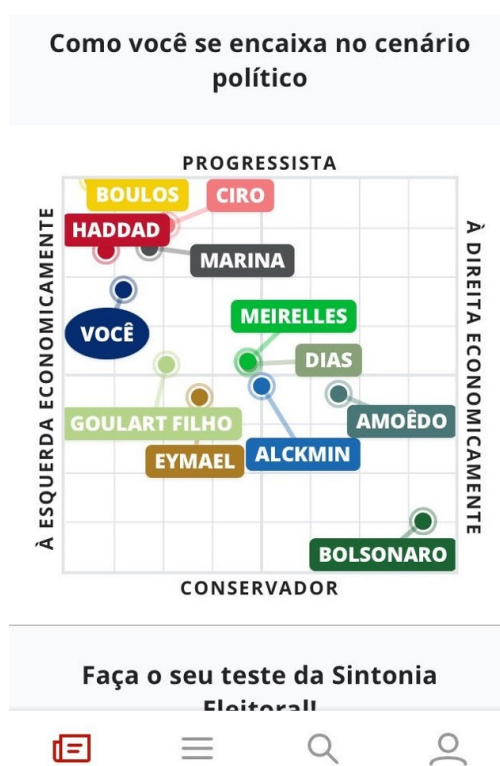 Como você se encaixa no cenário
político
PROGRESSISTA
BOULOS
CIRO
HADDAD
MARINA
VOCÊ
MEIRELLES
DIAS
GOULART FILHO
AMOÊDO
EYMAEL
ALCKMIN
BOLSONARO
À ESQUERDA ECONOMICAMENTE
À DIREITA ECONOMICAMENTE
CONSERVADOR
Faça o seu teste da Sintonia
Eleitoral!